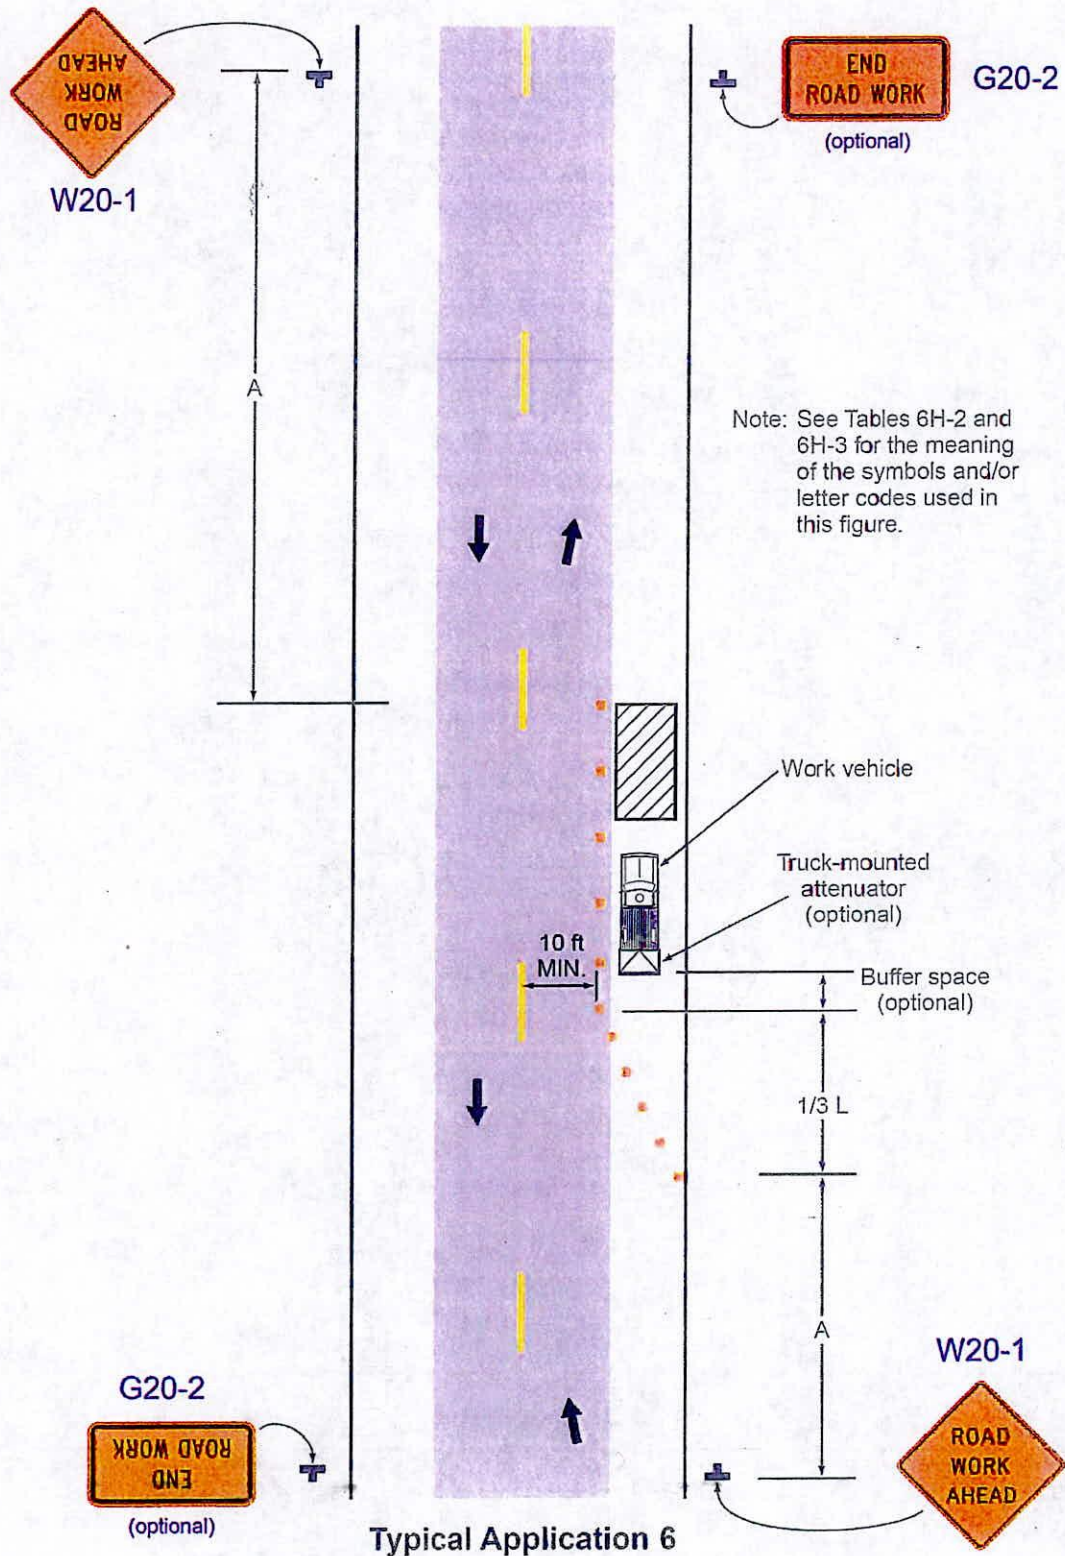 ROAD
WORK
AHEAD
W20-1
END
ROAD WORK
(optional)
G20-2
A
Note: See Tables 6H-2 and
6H-3 for the meaning
of the symbols and/or
letter codes used in
this figure.
Work vehicle
Truck-mounted
attenuator
(optional)
10 ft
MIN.
Buffer space
(optional)
1/3 L
A
W20-1
ROAD
WORK
AHEAD
G20-2
END
ROAD WORK
(optional)
Typical Application 6